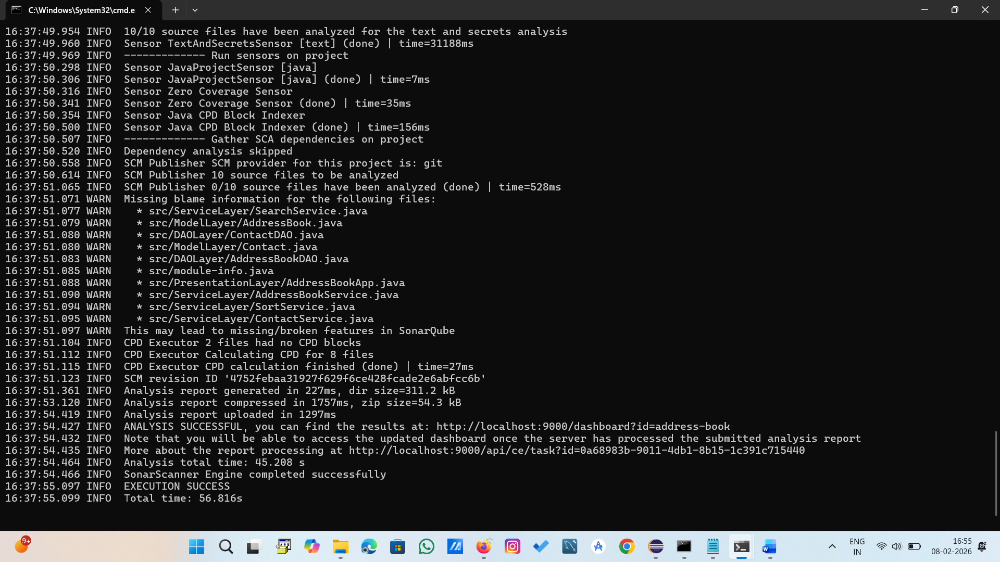 C:\Windows\System32\cmd.e
16:37:49.954 INFO  10/10 source files have been analyzed for the text and secrets analysis
16:37:49.960 INFO  Sensor TextAndSecretsSensor [text] (done) | time=31188ms
16:37:49.969 INFO  ------------- Run sensors on project
16:37:50.298 INFO  Sensor JavaProjectSensor [java]
16:37:50.306 INFO  Sensor JavaProjectSensor [java] (done) | time=7ms
16:37:50.316 INFO  Sensor Zero Coverage Sensor
16:37:50.341 INFO  Sensor Zero Coverage Sensor (done) | time=35ms
16:37:50.354 INFO  Sensor Java CPD Block Indexer
16:37:50.500 INFO  Sensor Java CPD Block Indexer (done) | time=156ms
16:37:50.507 INFO  ------------- Gather SCA dependencies on project
16:37:50.520 INFO  Dependency analysis skipped
16:37:50.558 INFO  SCM Publisher SCM provider for this project is: git
16:37:50.614 INFO  SCM Publisher 10 source files to be analyzed
16:37:51.065 INFO  SCM Publisher 0/10 source files have been analyzed (done) | time=528ms
16:37:51.071 WARN  Missing blame information for the following files:
16:37:51.077 WARN    * src/ServiceLayer/SearchService.java
16:37:51.079 WARN    * src/ModelLayer/AddressBook.java
16:37:51.080 WARN    * src/DAOLayer/ContactDAO.java
16:37:51.080 WARN    * src/ModelLayer/Contact.java
16:37:51.083 WARN    * src/DAOLayer/AddressBookDAO.java
16:37:51.085 WARN    * src/module-info.java
16:37:51.088 WARN    * src/PresentationLayer/AddressBookApp.java
16:37:51.090 WARN    * src/ServiceLayer/AddressBookService.java
16:37:51.094 WARN    * src/ServiceLayer/SortService.java
16:37:51.095 WARN    * src/ServiceLayer/ContactService.java
16:37:51.097 WARN  This may lead to missing/broken features in SonarQube
16:37:51.104 INFO  CPD Executor 2 files had no CPD blocks
16:37:51.112 INFO  CPD Executor Calculating CPD for 8 files
16:37:51.115 INFO  CPD Executor CPD calculation finished (done) | time=27ms
16:37:51.123 INFO  SCM revision ID '4752febaa31927f629f6ce428fcade2e6abfcc6b'
16:37:51.361 INFO  Analysis report generated in 227ms, dir size=311.2 kB
16:37:53.120 INFO  Analysis report compressed in 1757ms, zip size=54.3 kB
16:37:54.419 INFO  Analysis report uploaded in 1297ms
16:37:54.427 INFO  ANALYSIS SUCCESSFUL, you can find the results at: http://localhost:9000/dashboard?id=address-book
16:37:54.432 INFO  Note that you will be able to access the updated dashboard once the server has processed the submitted analysis report
16:37:54.435 INFO  More about the report processing at http://localhost:9000/api/ce/task?id=0a68983b-9011-4db1-8b15-1c391c715440
16:37:54.464 INFO  Analysis total time: 45.208 s
16:37:54.466 INFO  SonarScanner Engine completed successfully
16:37:55.097 INFO  EXECUTION SUCCESS
16:37:55.099 INFO  Total time: 56.816s
9+
ENG
IN
16:55
08-02-2026